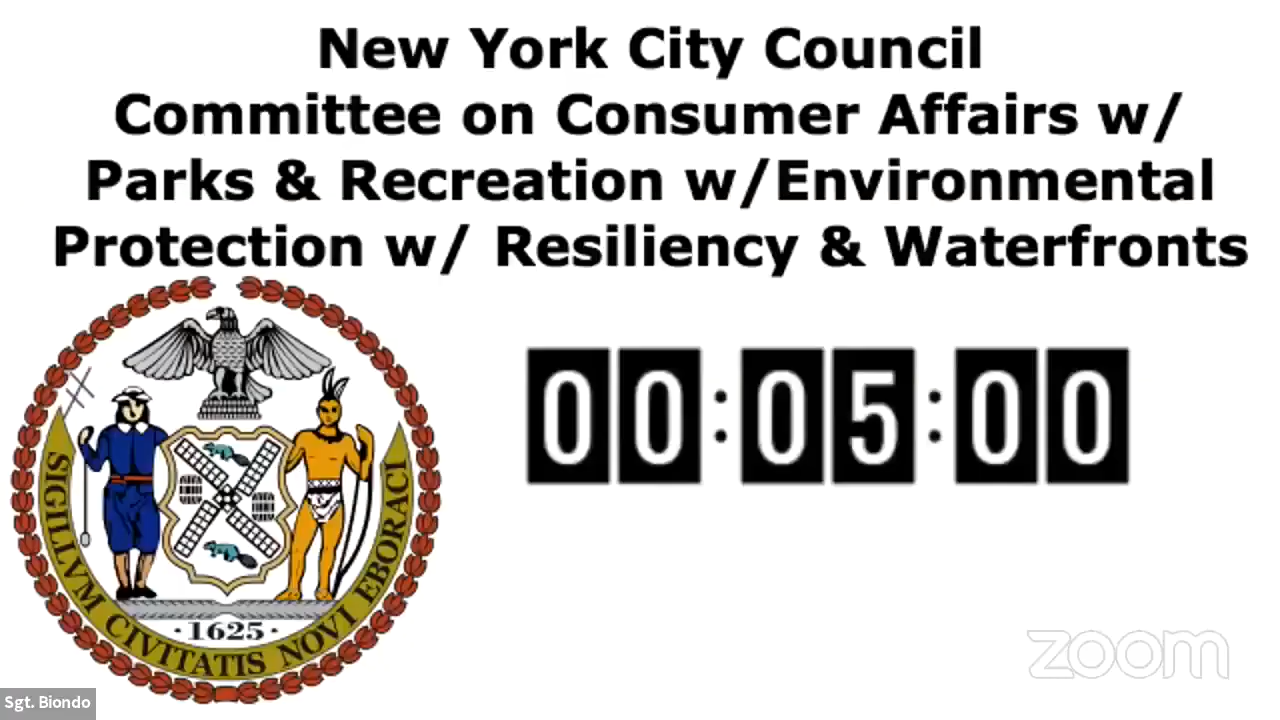 New York City Council
Committee on Consumer Affairs w/
Parks & Recreation w/Environmental
Protection w/ Resiliency & Waterfronts
00:05:00
SIGILLVM CIVITATIS NOVI EBORACI
·1625·
zoom
Sgt. Biondo